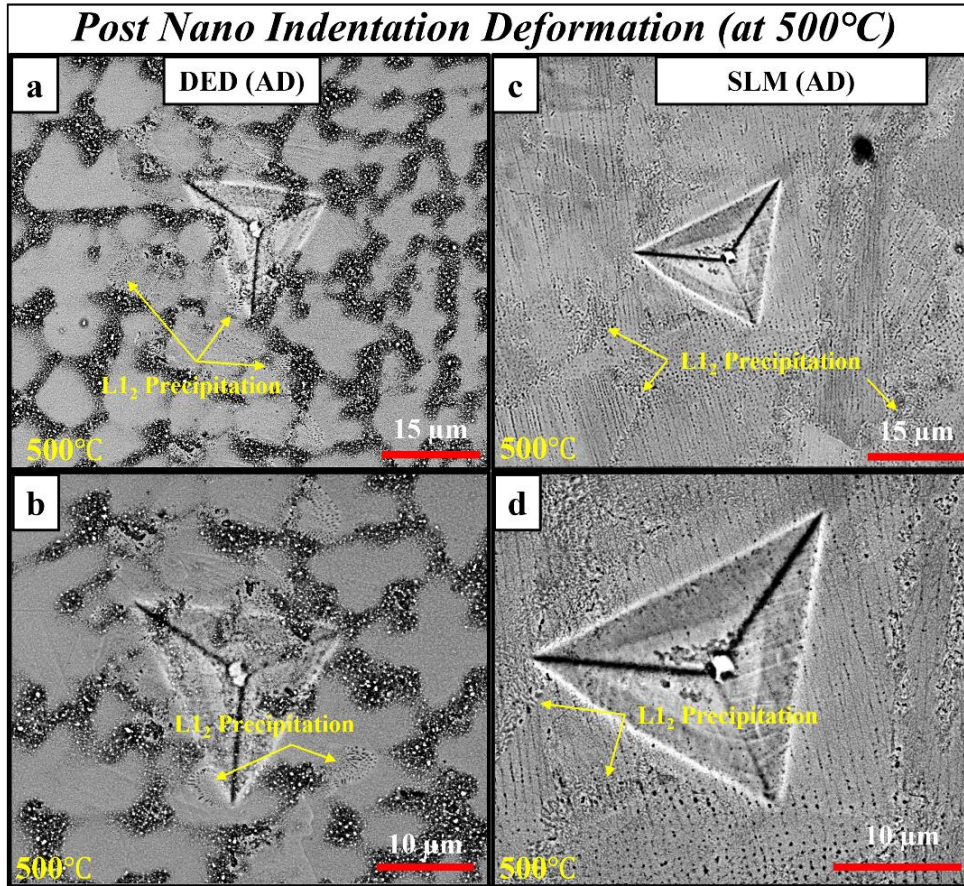 Post Nano Indentation Deformation (at 500°C)
a
DED (AD)
L1₂ Precipitation
15 µm
500℃
c
SLM (AD)
L1₂ Precipitation
15 µm
500℃
b
L1₂ Precipitation
10 µm
500℃
d
L1₂ Precipitation
10 µm
500℃